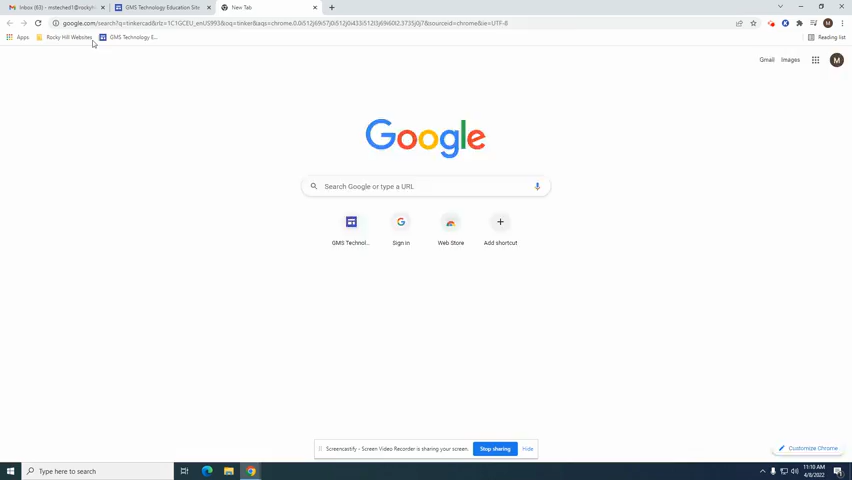 Inbox (63) - msteched1@rockyh
GMS Technology Education Site
New Tab
google.com/search?q=tinkercad&rlz=1C1GCEU_enUS993&oq=tinker&aqs=chrome.0.0i512j69i57j0i512j0i433i512l3j69i60l2.3735j0j7&sourceid=chrome&ie=UTF-8
M
Apps
Rocky Hill Websites
GMS Technology E...
Reading list
Gmail
Images
M
Google
Search Google or type a URL
GMS Technol...
Sign in
Web Store
Add shortcut
Screencastify - Screen Video Recorder is sharing your screen.
Stop sharing
Hide
Customize Chrome
Type here to search
11:10 AM
4/8/2022